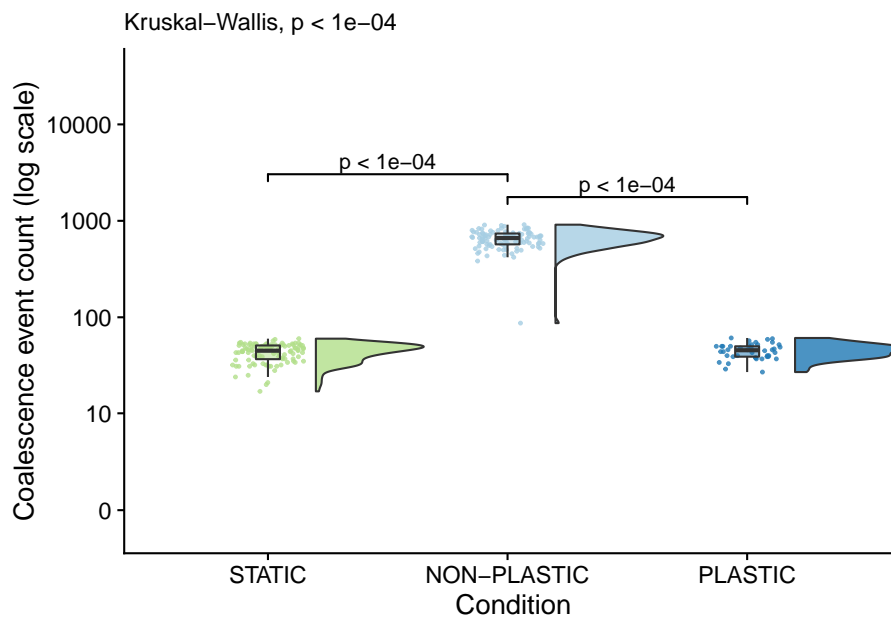 Kruskal−Wallis, p < 1e−04
Coalescence event count (log scale)
10000
1000
100
10
0
p < 1e−04
p < 1e−04
STATIC
NON−PLASTIC
PLASTIC
Condition